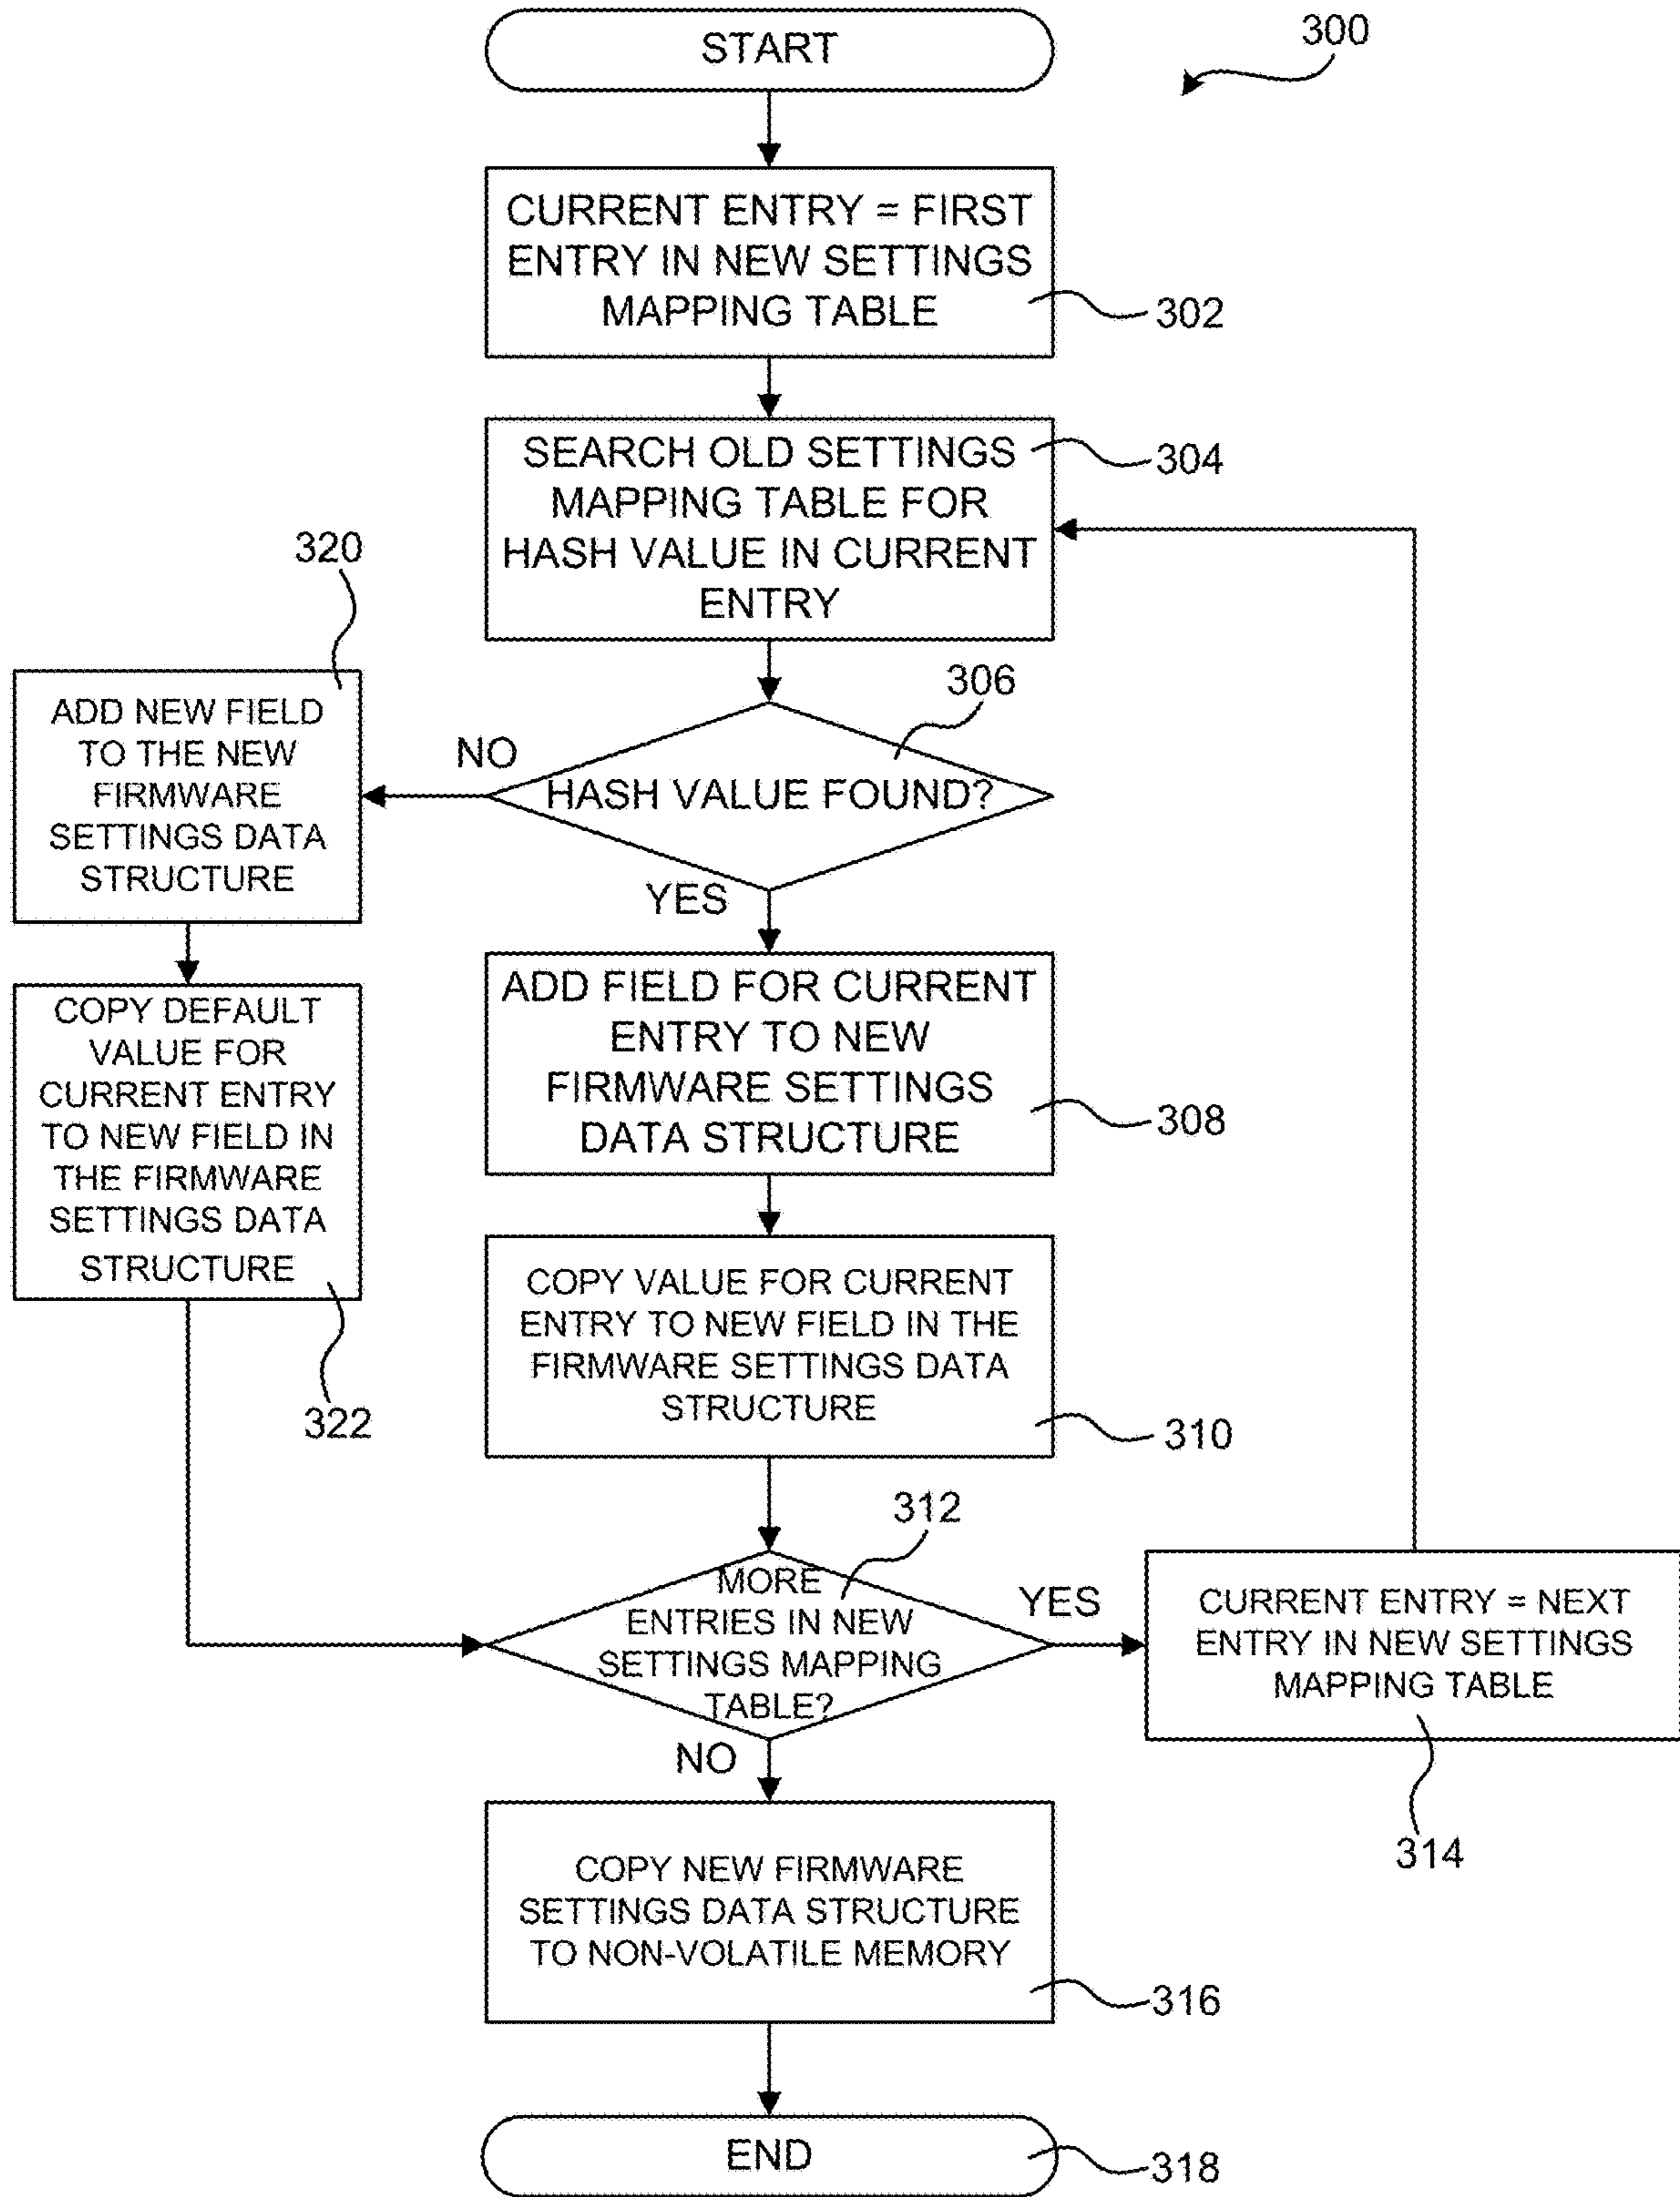 START
300
CURRENT ENTRY = FIRST
ENTRY IN NEW SETTINGS
MAPPING TABLE
302
SEARCH OLD SETTINGS
MAPPING TABLE FOR
HASH VALUE IN CURRENT
ENTRY
304
306
HASH VALUE FOUND?
NO
YES
320
ADD NEW FIELD
TO THE NEW
FIRMWARE
SETTINGS DATA
STRUCTURE
COPY DEFAULT
VALUE FOR
CURRENT ENTRY
TO NEW FIELD IN
THE FIRMWARE
SETTINGS DATA
STRUCTURE
322
ADD FIELD FOR CURRENT
ENTRY TO NEW
FIRMWARE SETTINGS
DATA STRUCTURE
308
COPY VALUE FOR CURRENT
ENTRY TO NEW FIELD IN THE
FIRMWARE SETTINGS DATA
STRUCTURE
310
312
MORE
ENTRIES IN NEW
SETTINGS MAPPING
TABLE?
YES
NO
CURRENT ENTRY = NEXT
ENTRY IN NEW SETTINGS
MAPPING TABLE
314
COPY NEW FIRMWARE
SETTINGS DATA STRUCTURE
TO NON-VOLATILE MEMORY
316
END
318